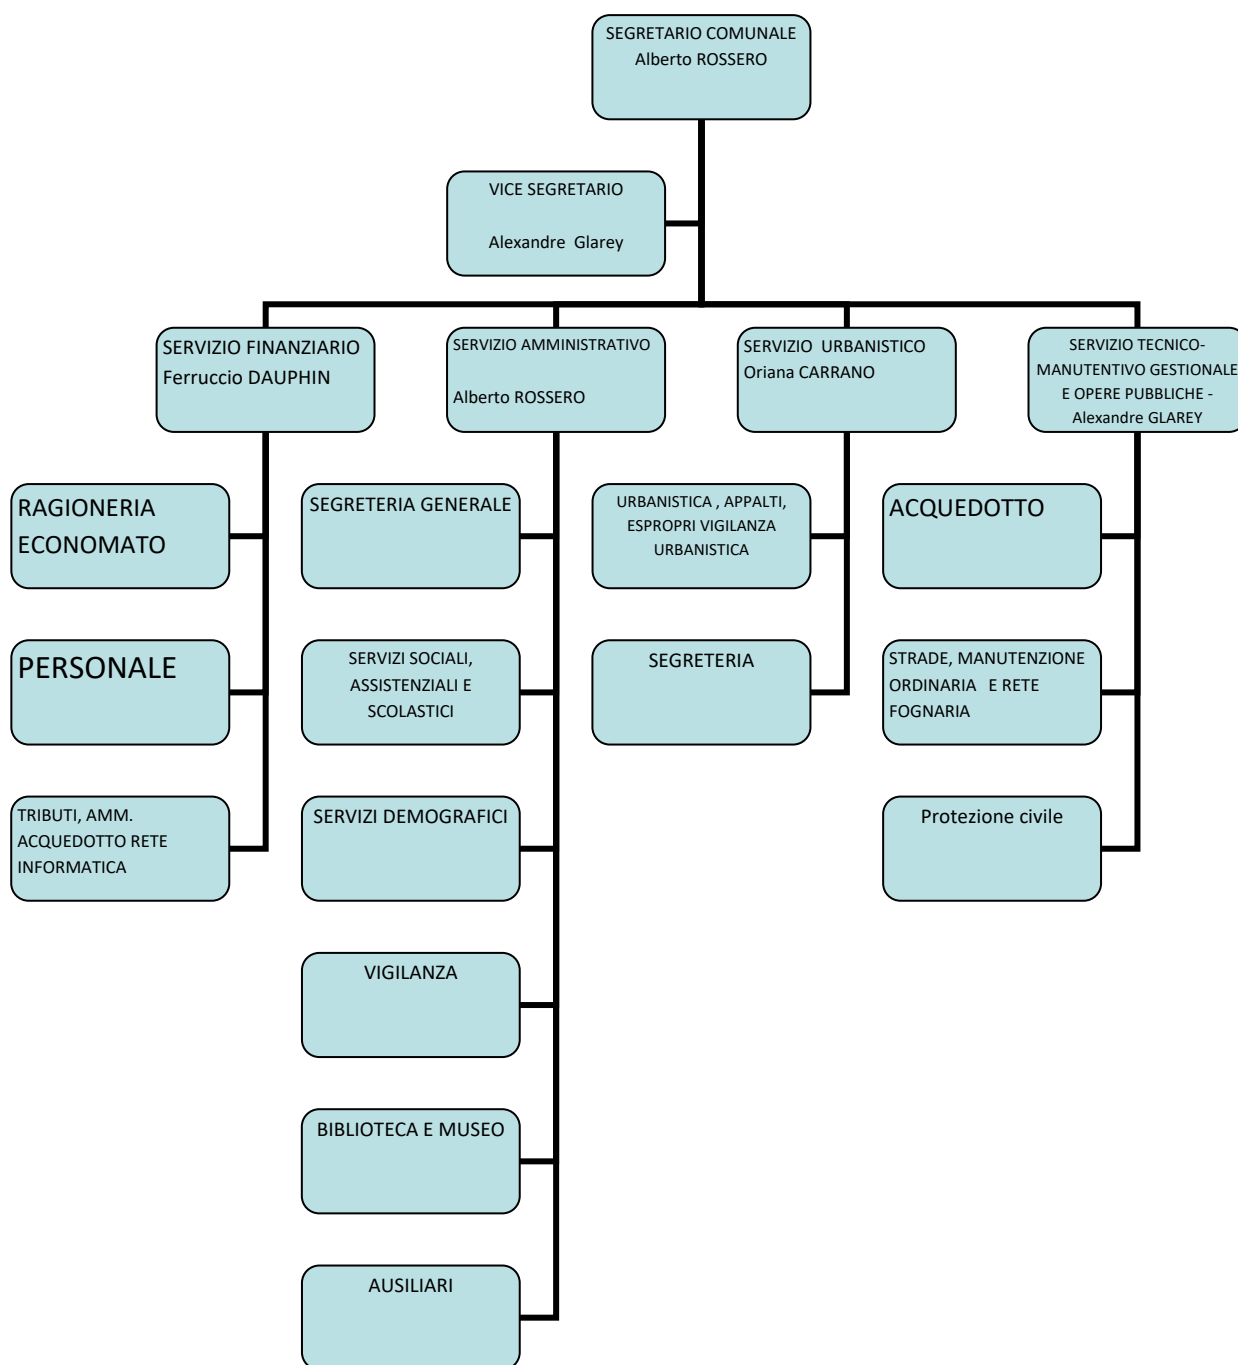 SEGRETARIO COMUNALE
Alberto ROSSERO
VICE SEGRETARIO
Alexandre Glarey
SERVIZIO FINANZIARIO
Ferruccio DAUPHIN
SERVIZIO AMMINISTRATIVO
Alberto ROSSERO
SERVIZIO URBANISTICO
Oriana CARRANO
SERVIZIO TECNICO-
MANUTENTIVO GESTIONALE
E OPERE PUBBLICHE -
Alexandre GLAREY
RAGIONERIA
ECONOMATO
SEGRETERIA GENERALE
URBANISTICA , APPALTI,
ESPROPRI VIGILANZA
URBANISTICA
ACQUEDOTTO
PERSONALE
SERVIZI SOCIALI,
ASSISTENZIALI E
SCOLASTICI
SEGRETERIA
STRADE, MANUTENZIONE
ORDINARIA E RETE
FOGNARIA
TRIBUTI, AMM.
ACQUEDOTTO RETE
INFORMATICA
SERVIZI DEMOGRAFICI
Protezione civile
VIGILANZA
BIBLIOTECA E MUSEO
AUSILIARI